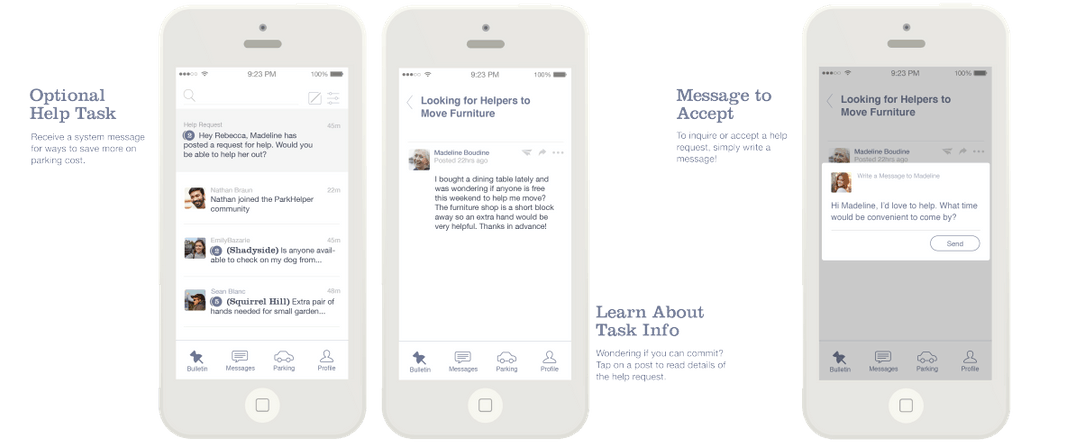 Optional
Help Task
Receive a system message
for ways to save more on
parking cost.
9:23 PM
100%
Help Request
45m
2 Hey Rebecca, Madeline has
posted a request for help. Would you
be able to help her out?
Nathan Braun
22m
Nathan joined the ParkHelper
community
EmilyBazarie
45m
(Shadyside) Is anyone avail-
able to check on my dog from...
Sean Blanc
48m
5 (Squirrel Hill) Extra pair of
hands needed for small garden...
Bulletin
Messages
Parking
Profile
9:23 PM
100%
Looking for Helpers to
Move Furniture
Madeline Boudine
Posted 22hrs ago
I bought a dining table lately and
was wondering if anyone is free
this weekend to help me move?
The furniture shop is a short block
away so an extra hand would be
very helpful. Thanks in advance!
Bulletin
Messages
Parking
Profile
Learn About
Task Info
Wondering if you can commit?
Tap on a post to read details of
the help request.
Message to
Accept
To inquire or accept a help
request, simply write a
message!
9:23 PM
100%
Looking for Helpers to
Move Furniture
Madeline Boudine
Posted 22hrs ago
Write a Message to Madeline
Hi Madeline, I'd love to help. What time
would be convenient to come by?
Send
Bulletin
Messages
Parking
Profile